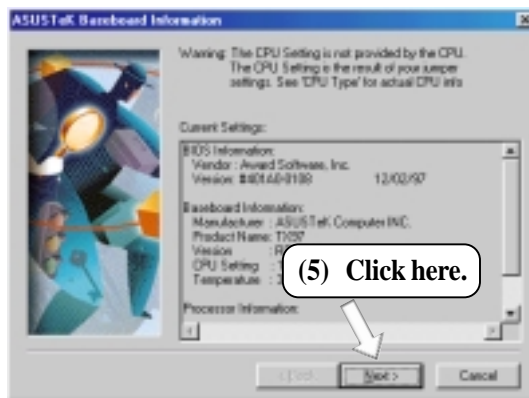 ASUSTeK Baseboard Information
Warning: The CPU Setting is not provided by the CPU.
The CPU Setting is the result of your jumper
settings. See 'CPU Type' for actual CPU info
Current Settings:
BIOS Information:
Vendor : Award Software, Inc.
Version: #401A0-0108 12/02/97
Baseboard Information:
Manufacturer : ASUSTeK Computer INC.
Product Name: TX97
Version : R
CPU Setting :
Temperature :
Processor Information:
(5) Click here.
< Back
Next >
Cancel